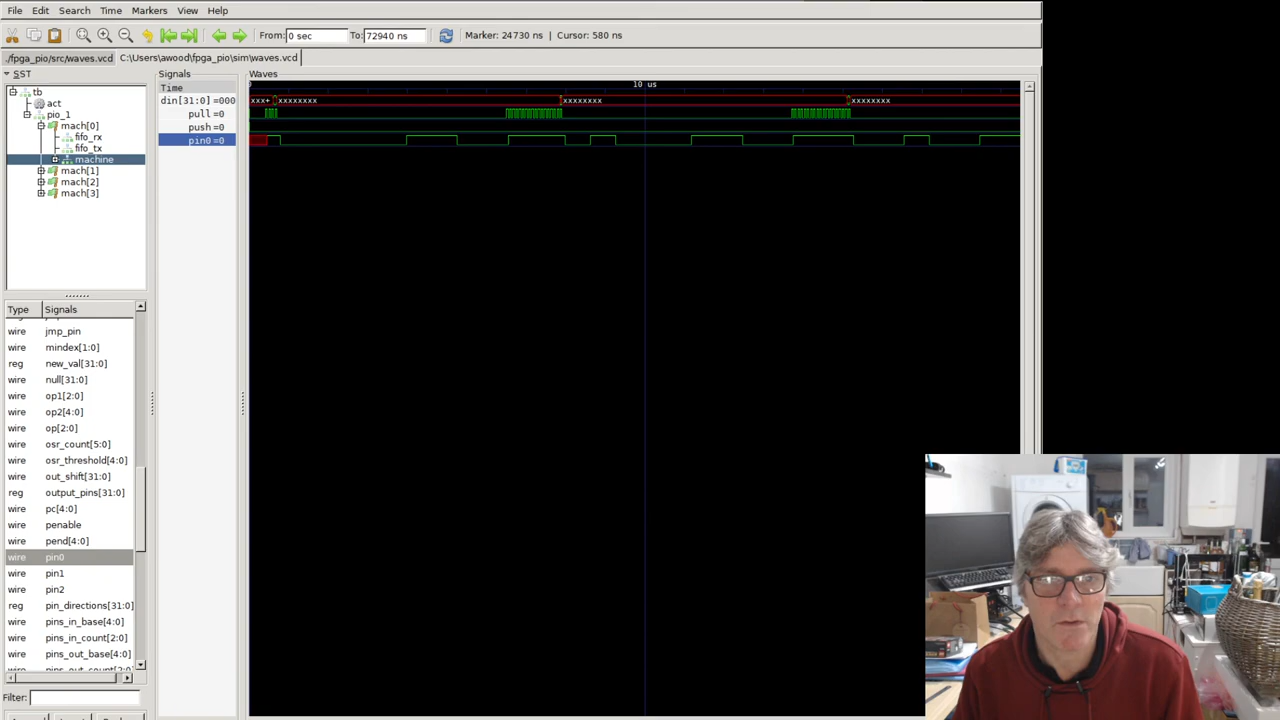 File Edit Search Time Markers View Help
From: 0 sec To: 72940 ns Marker: 24730 ns | Cursor: 580 ns
./fpga_pio/src/waves.vcd C:\Users\awood\fpga_pio\sim\waves.vcd
SST
tb
act
pio_1
mach[0]
fifo_rx
fifo_tx
machine
mach[1]
mach[2]
mach[3]
Type Signals
wire jmp_pin
wire mindex[1:0]
reg new_val[31:0]
wire null[31:0]
wire op1[2:0]
wire op2[4:0]
wire op[2:0]
wire osr_count[5:0]
wire osr_threshold[4:0]
wire out_shift[31:0]
reg output_pins[31:0]
wire pc[4:0]
wire penable
wire pend[4:0]
wire pin0
wire pin1
wire pin2
reg pin_directions[31:0]
wire pins_in_base[4:0]
wire pins_in_count[2:0]
wire pins_out_base[4:0]
wire pins_out_count[2:0]
Filter:
Signals
Time
din[31:0]=000
pull=0
push=0
pin0=0
Waves
10 us
xxx+ xxxxxxxx xxxxxxxx xxxxxxxx